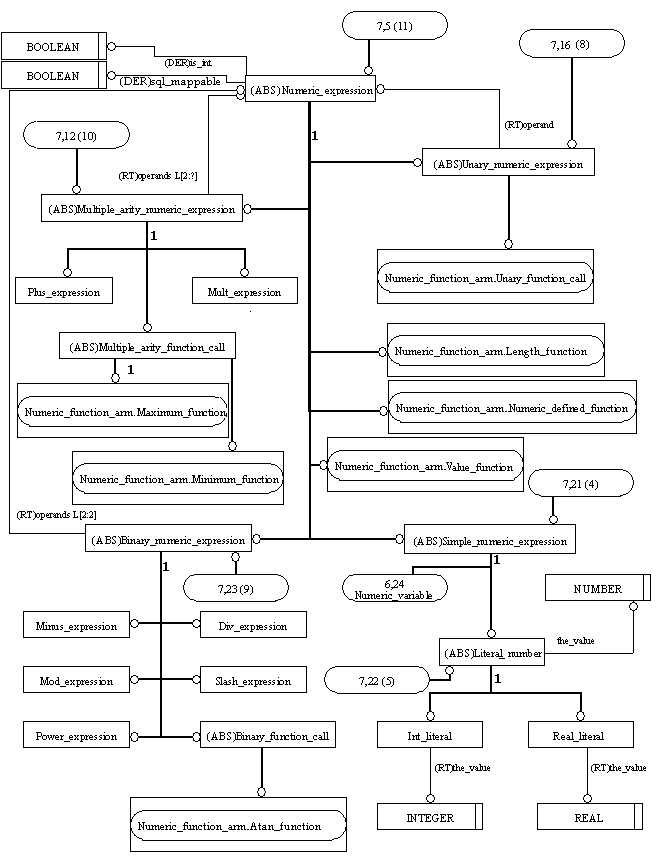 7,5 (11)
BOOLEAN
(DER)is_int
7,16 (8)
BOOLEAN
(DER)sql_mappable
(ABS)Numeric_expression
7,12 (10)
1
(RT)operand
(ABS)Unary_numeric_expression
(RT)operands L[2:?]
(ABS)Multiple_arity_numeric_expression
1
Numeric_function_arm.Unary_function_call
Plus_expression
Mult_expression
(ABS)Multiple_arity_function_call
Numeric_function_arm.Length_function
1
Numeric_function_arm.Maximum_function
Numeric_function_arm.Numeric_defined_function
Numeric_function_arm.Minimum_function
Numeric_function_arm.Value_function
7,21 (4)
(RT)operands L[2:2]
(ABS)Binary_numeric_expression
(ABS)Simple_numeric_expression
1
1
7,23 (9)
6,24
Numeric_variable
NUMBER
Minus_expression
Div_expression
the_value
(ABS)Literal_number
Mod_expression
Slash_expression
7,22 (5)
1
Power_expression
(ABS)Binary_function_call
Int_literal
Real_literal
(RT)the_value
(RT)the_value
INTEGER
REAL
Numeric_function_arm.Atan_function